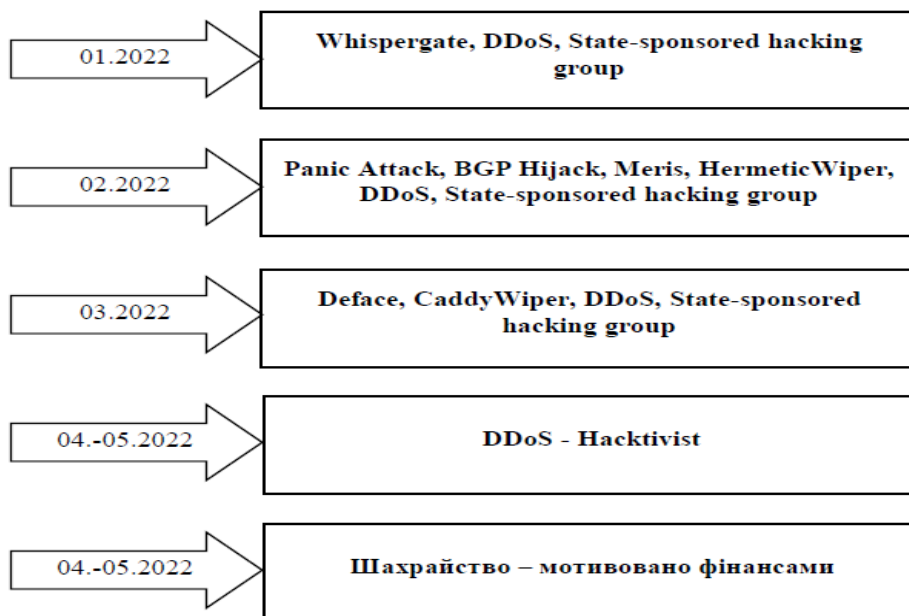 01.2022
Whispergate, DDoS, State-sponsored hacking
group
02.2022
Panic Attack, BGP Hijack, Meris, HermeticWiper,
DDoS, State-sponsored hacking group
03.2022
Deface, CaddyWiper, DDoS, State-sponsored
hacking group
04.-05.2022
DDoS - Hacktivist
04.-05.2022
Шахрайство – мотивовано фінансами